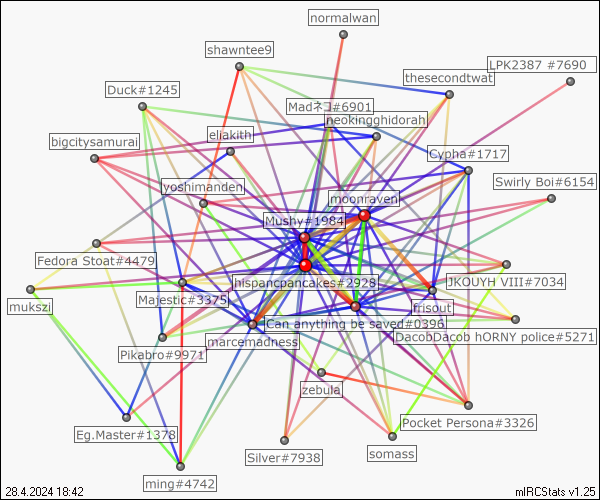 normalwan
shawntee9
LPK2387 #7690
thesecondtwat
Duck#1245
Madネコ#6901
neokingghidorah
eliakith
bigcitysamurai
Cypha#1717
yoshimanden
Swirly Boi#6154
moonraven
Mushy#1984
Fedora Stoat#4479
hispancpancakes#2928
JKOUYH VIII#7034
mukszi
Majestic#3375
frisout
Can anything be saved#0396
DacobDacob hORNY police#5271
marcemadness
Pikabro#9971
zebula
Pocket Persona#3326
Eg.Master#1378
somass
Silver#7938
ming#4742
28.4.2024 18:42
mIRCStats v1.25